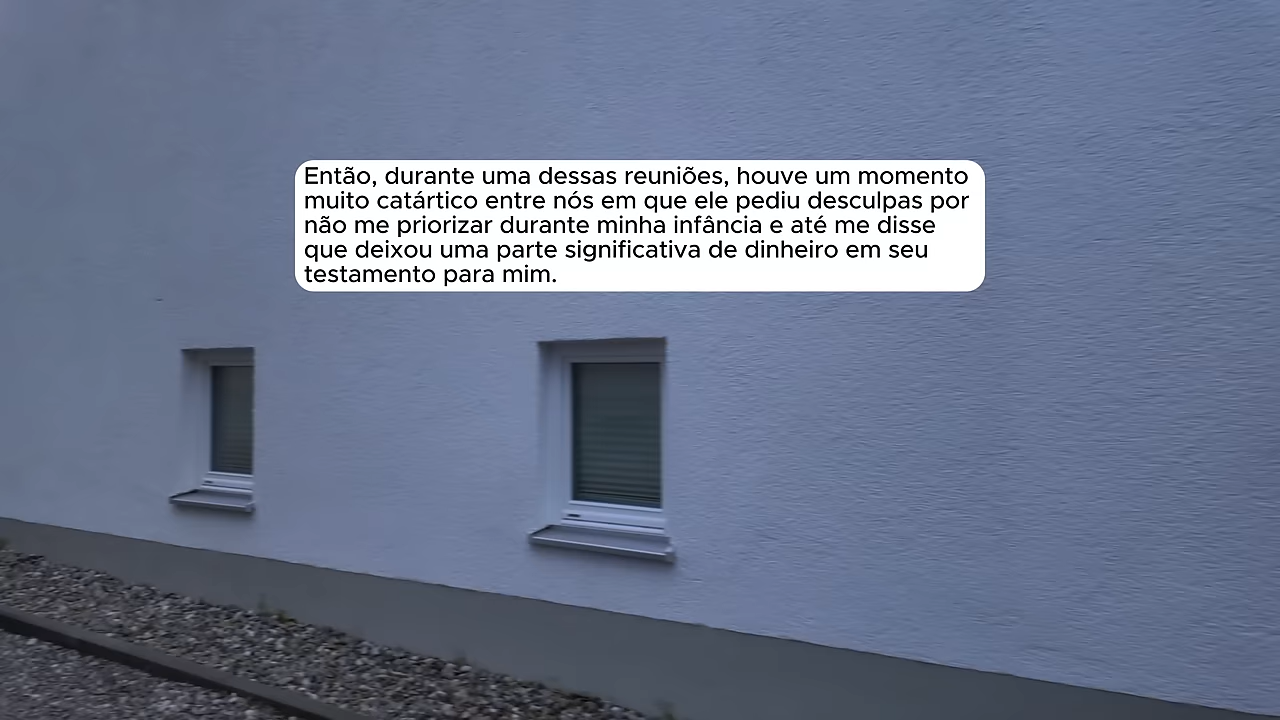 Então, durante uma dessas reuniões, houve um momento
muito catártico entre nós em que ele pediu desculpas por
não me priorizar durante minha infância e até me disse
que deixou uma parte significativa de dinheiro em seu
testamento para mim.